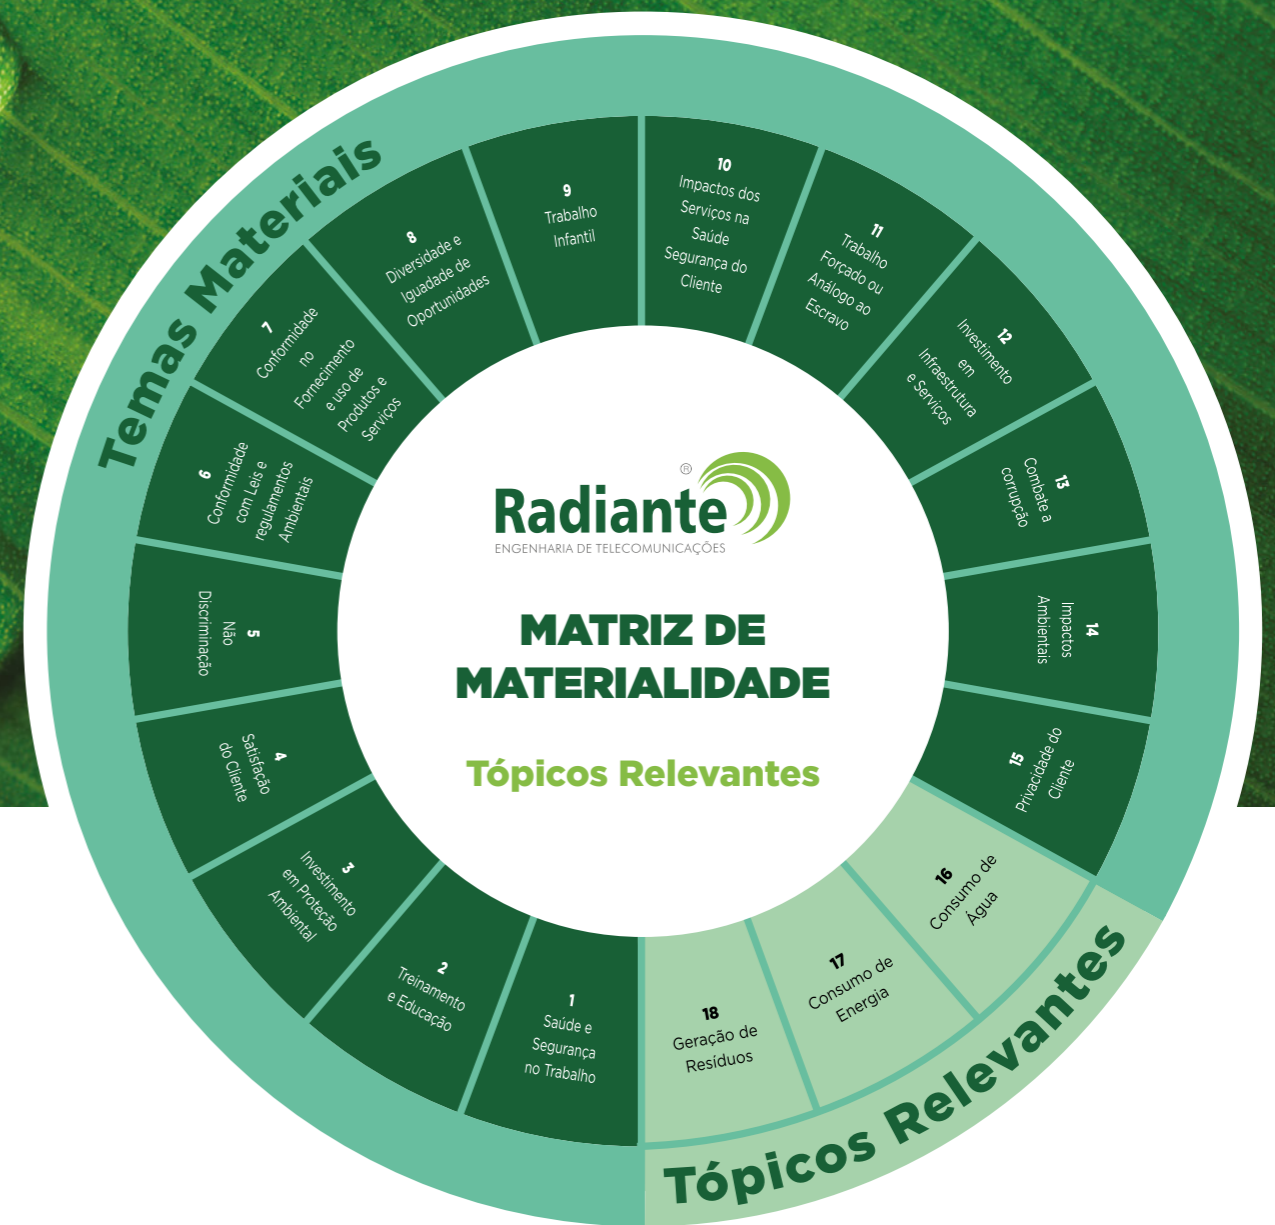 Temas Materiais
Radiante®
ENGENHARIA DE TELECOMUNICAÇÕES
MATRIZ DE
MATERIALIDADE
Tópicos Relevantes
1
Saúde e
Segurança
no Trabalho
2
Treinamento
e Educação
3
Investimento
em Proteção
Ambiental
4
Satisfação
do Cliente
5
Não
Discriminação
6
Conformidade
com Leis e
regulamentos
Ambientais
7
Conformidade
no
Fornecimento
e uso de
Produtos e
Serviços
8
Diversidade e
Iguadade de
Oportunidades
9
Trabalho
Infantil
10
Impactos dos
Serviços na
Saúde
Segurança do
Cliente
11
Trabalho
Forçado ou
Análogo ao
Escravo
12
Investimento
em
Infraestrutura
e Serviços
13
Combate a
corrupção
14
Impactos
Ambientais
15
Privacidade do
Cliente
16
Consumo de
Água
17
Consumo de
Energia
18
Geração de
Resíduos
Tópicos Relevantes